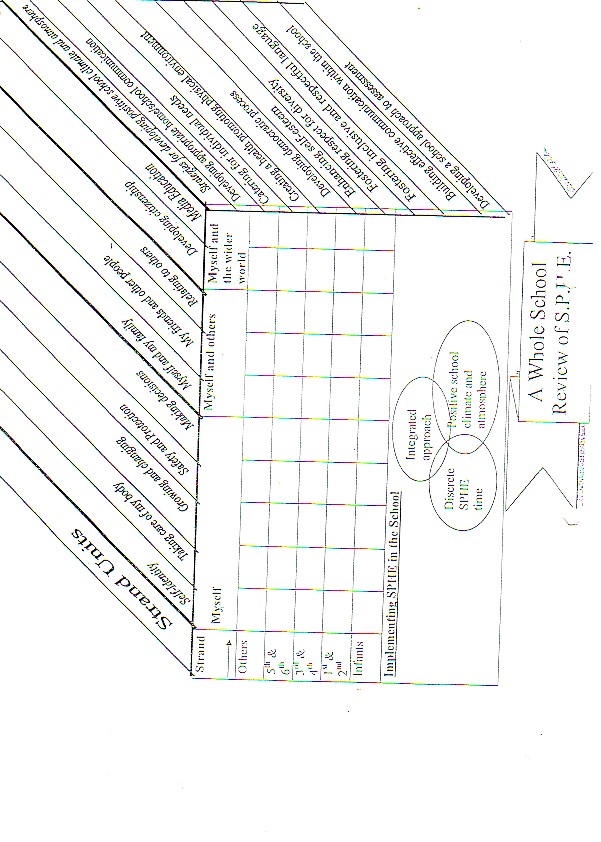 A Whole School
Review of S.P.H.E.
Strand Units
Self-Identity
Taking care of my body
Growing and changing
Safety and Protection
Making decisions
Myself and my family
My friends and other people
Relating to others
Developing citizenship
Media Education
Strategies for developing positive school climate and atmosphere
Developing appropriate home/school communication
Catering for individual needs
Creating a health promoting physical environment
Developing democratic process
Enhancing self-esteem
Fostering respect for diversity
Fostering inclusive and respectful language
Building effective communication within the school
Developing a school approach to assessment
Strand
Myself
Myself and others
Myself and
the wider
world
Others
5th &
6th
3rd &
4th
1st &
2nd
Infants
Implementing SPHE in the School
Discrete
SPHE
time
Integrated
approach
Positive school
climate and
atmosphere